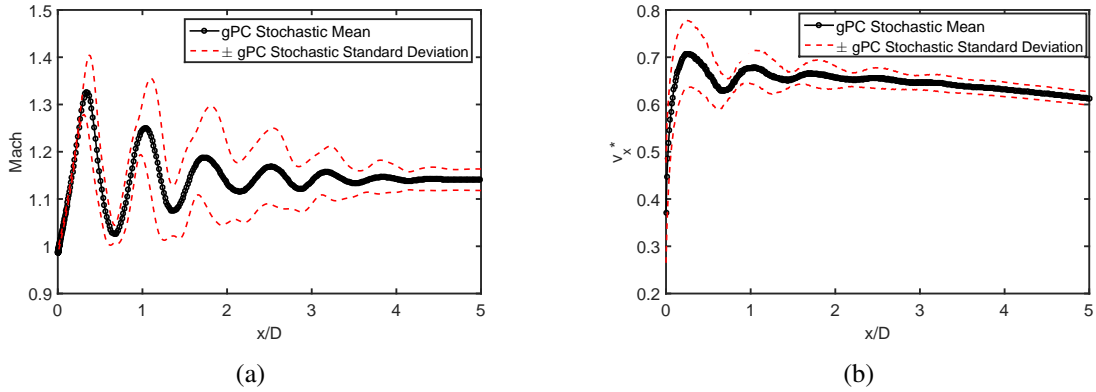 1.5
gPC Stochastic Mean
± gPC Stochastic Standard Deviation
1.4
1.3
Mach
1.2
1.1
1
0.9
0 1 2 3 4 5
x/D
(a)
0.8
gPC Stochastic Mean
± gPC Stochastic Standard Deviation
0.7
0.6
v_x*
0.5
0.4
0.3
0.2
0 1 2 3 4 5
x/D
(b)